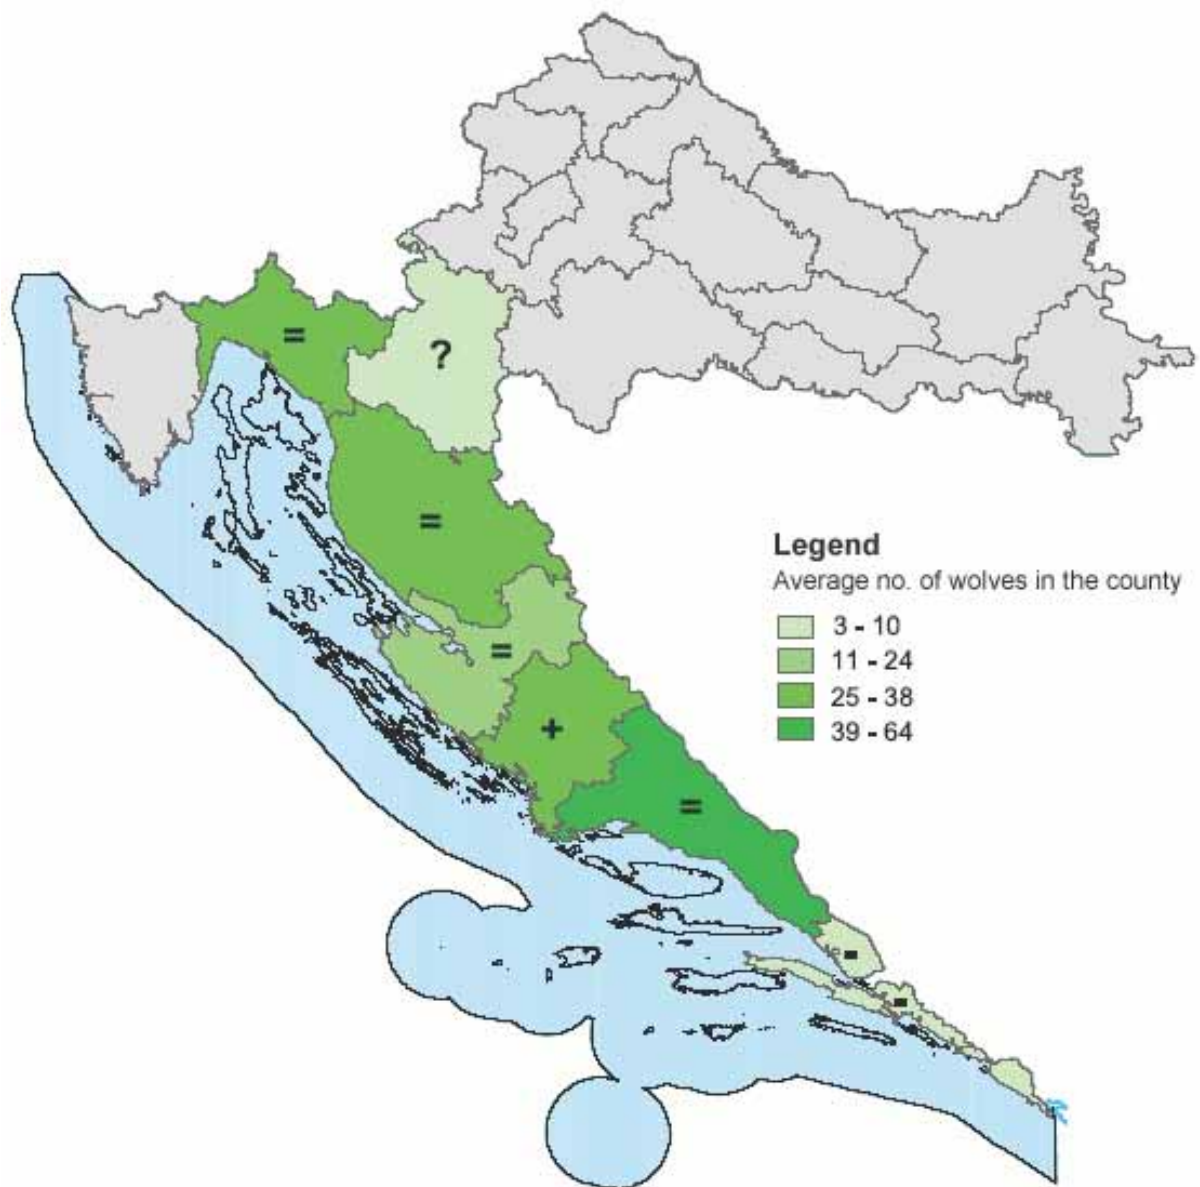 =
?
=
Legend
Average no. of wolves in the county
3 - 10
11 - 24
25 - 38
39 - 64
=
+
=
-
-